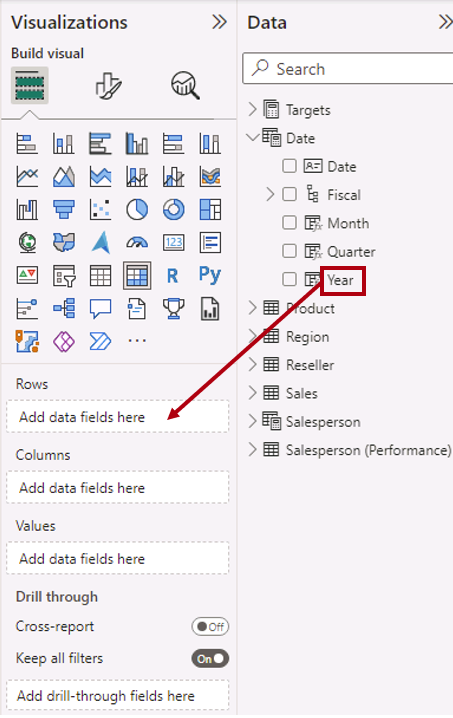 Visualizations
Build visual
123
R
Py
Rows
Add data fields here
Columns
Add data fields here
Values
Add data fields here
Drill through
Cross-report
Off
Keep all filters
On
Add drill-through fields here
Data
Search
Targets
Date
Date
Fiscal
Month
Quarter
Year
Product
Region
Reseller
Sales
Salesperson
Salesperson (Performance)